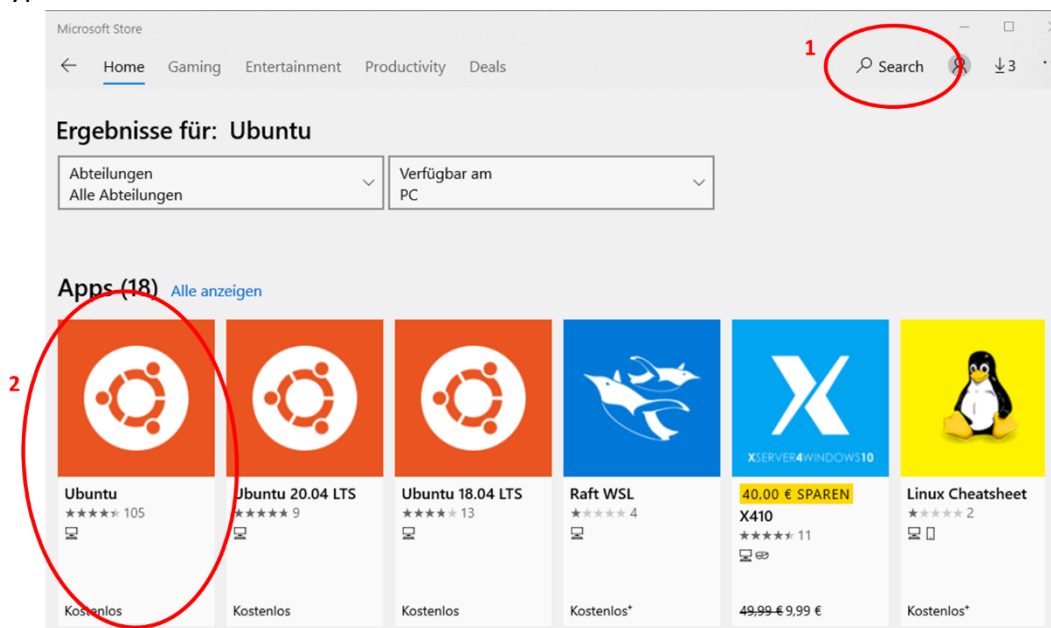 Microsoft Store
1
Home Gaming Entertainment Productivity Deals Search 3
Ergebnisse für: Ubuntu
Abteilungen
Alle Abteilungen
Verfügbar am
PC
Apps (18) Alle anzeigen
2
XSERVER4WINDOWS10
Ubuntu
105
Kostenlos
Ubuntu 20.04 LTS
9
Kostenlos
Ubuntu 18.04 LTS
13
Kostenlos
Raft WSL
4
Kostenlos+
40,00 € SPAREN
X410
11
49,99 € 9,99 €
Linux Cheatsheet
2
Kostenlos+